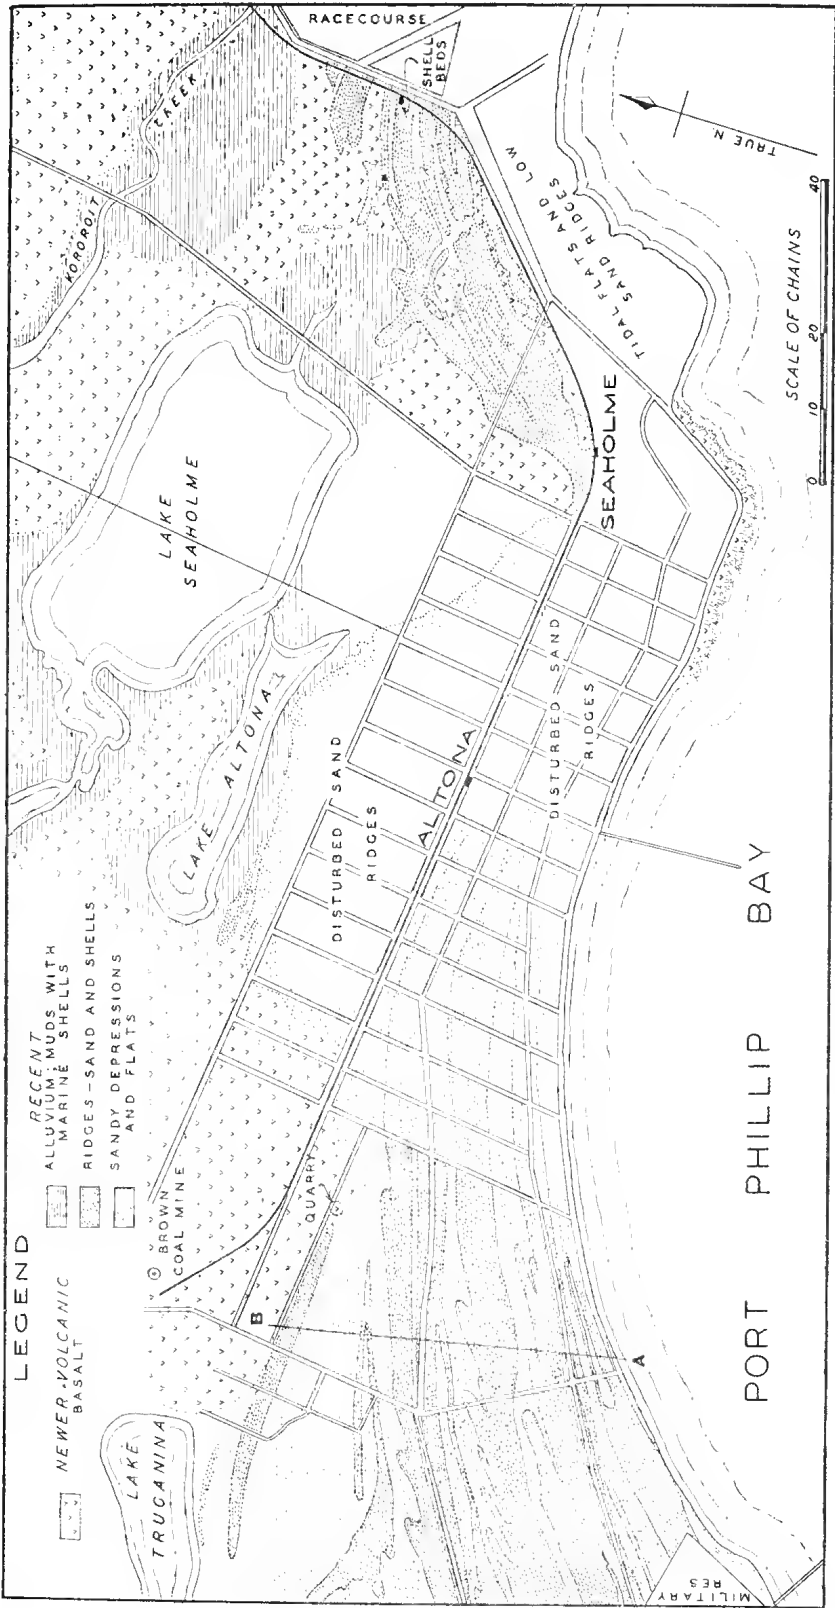 LEGEND
NEWER VOLCANIC
BASALT
RECENT
ALLUVIUM; MUDS WITH
MARINE SHELLS
RIDGES – SAND AND SHELLS
SANDY DEPRESSIONS
AND FLATS
LAKE
TRUGANINA
BROWN
COAL MINE
QUARRY
B
A
MILITARY
RES
LAKE ALTONA
LAKE
SEAHOLME
KOROROIT CREEK
RACECOURSE
SHELL
BEDS
DISTURBED SAND
RIDGES
ALTONA
DISTURBED SAND
RIDGES
SEAHOLME
TIDAL FLATS AND LOW
SAND RIDGES
TRUE N
PORT PHILLIP BAY
SCALE OF CHAINS
0 10 20 40